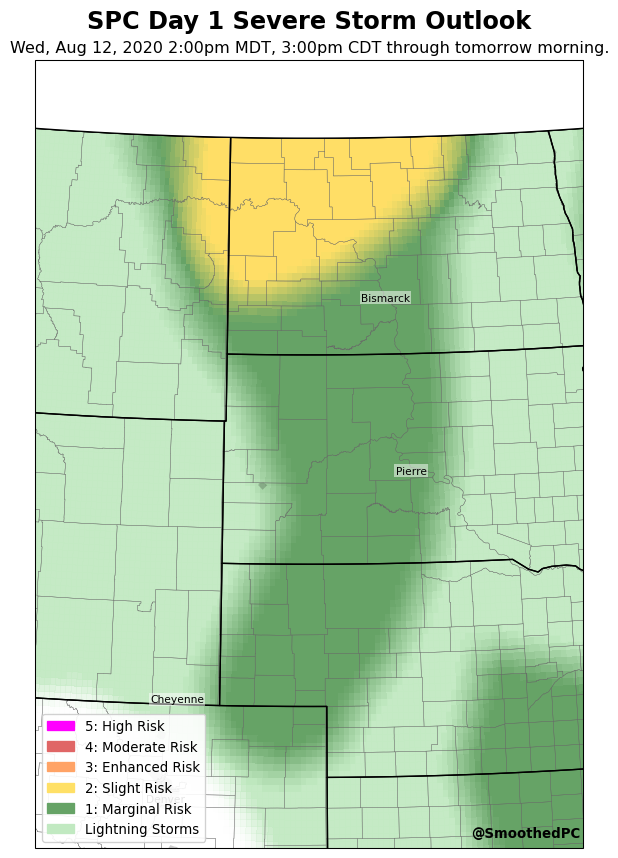 SPC Day 1 Severe Storm Outlook
Wed, Aug 12, 2020 2:00pm MDT, 3:00pm CDT through tomorrow morning.
Bismarck
Pierre
Cheyenne
5: High Risk
4: Moderate Risk
3: Enhanced Risk
2: Slight Risk
1: Marginal Risk
Lightning Storms
@SmoothedPC